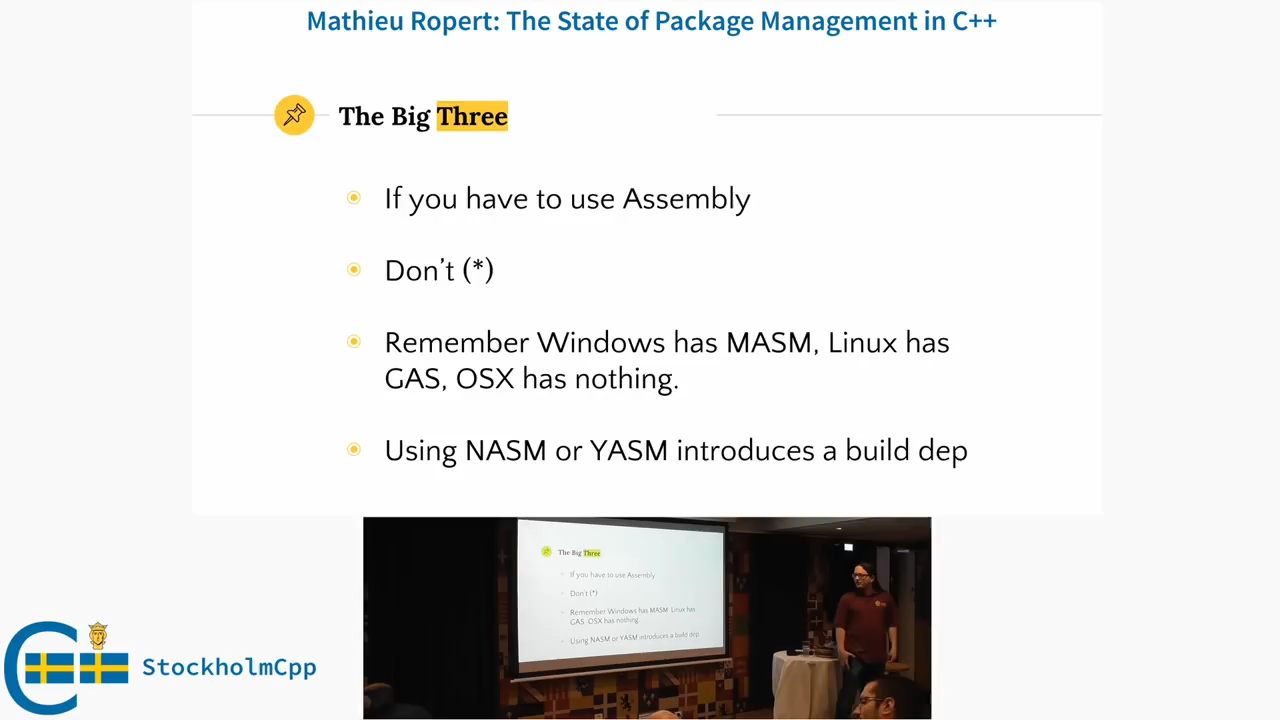 Mathieu Ropert: The State of Package Management in C++
The Big Three
If you have to use Assembly
Don't (*)
Remember Windows has MASM, Linux has
GAS, OSX has nothing.
Using NASM or YASM introduces a build dep
The Big Three
If you have to use Assembly
Don't (*)
Remember Windows has MASM, Linux has
GAS, OSX has nothing.
Using NASM or YASM introduces a build dep
StockholmCpp